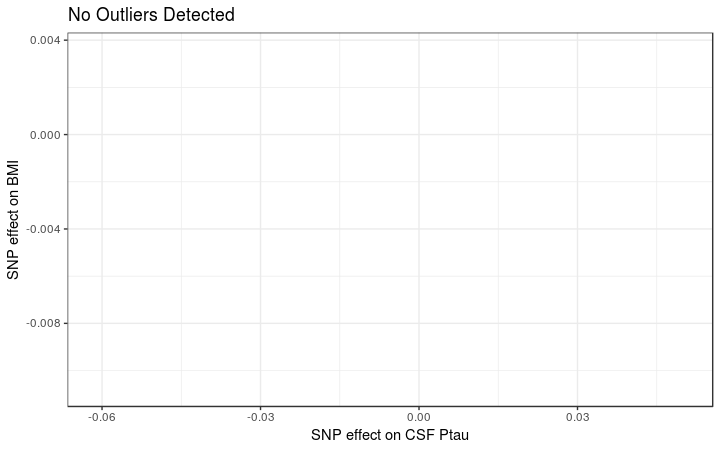 No Outliers Detected
0.004
0.000
-0.004
-0.008
SNP effect on BMI
-0.06
-0.03
0.00
0.03
SNP effect on CSF Ptau